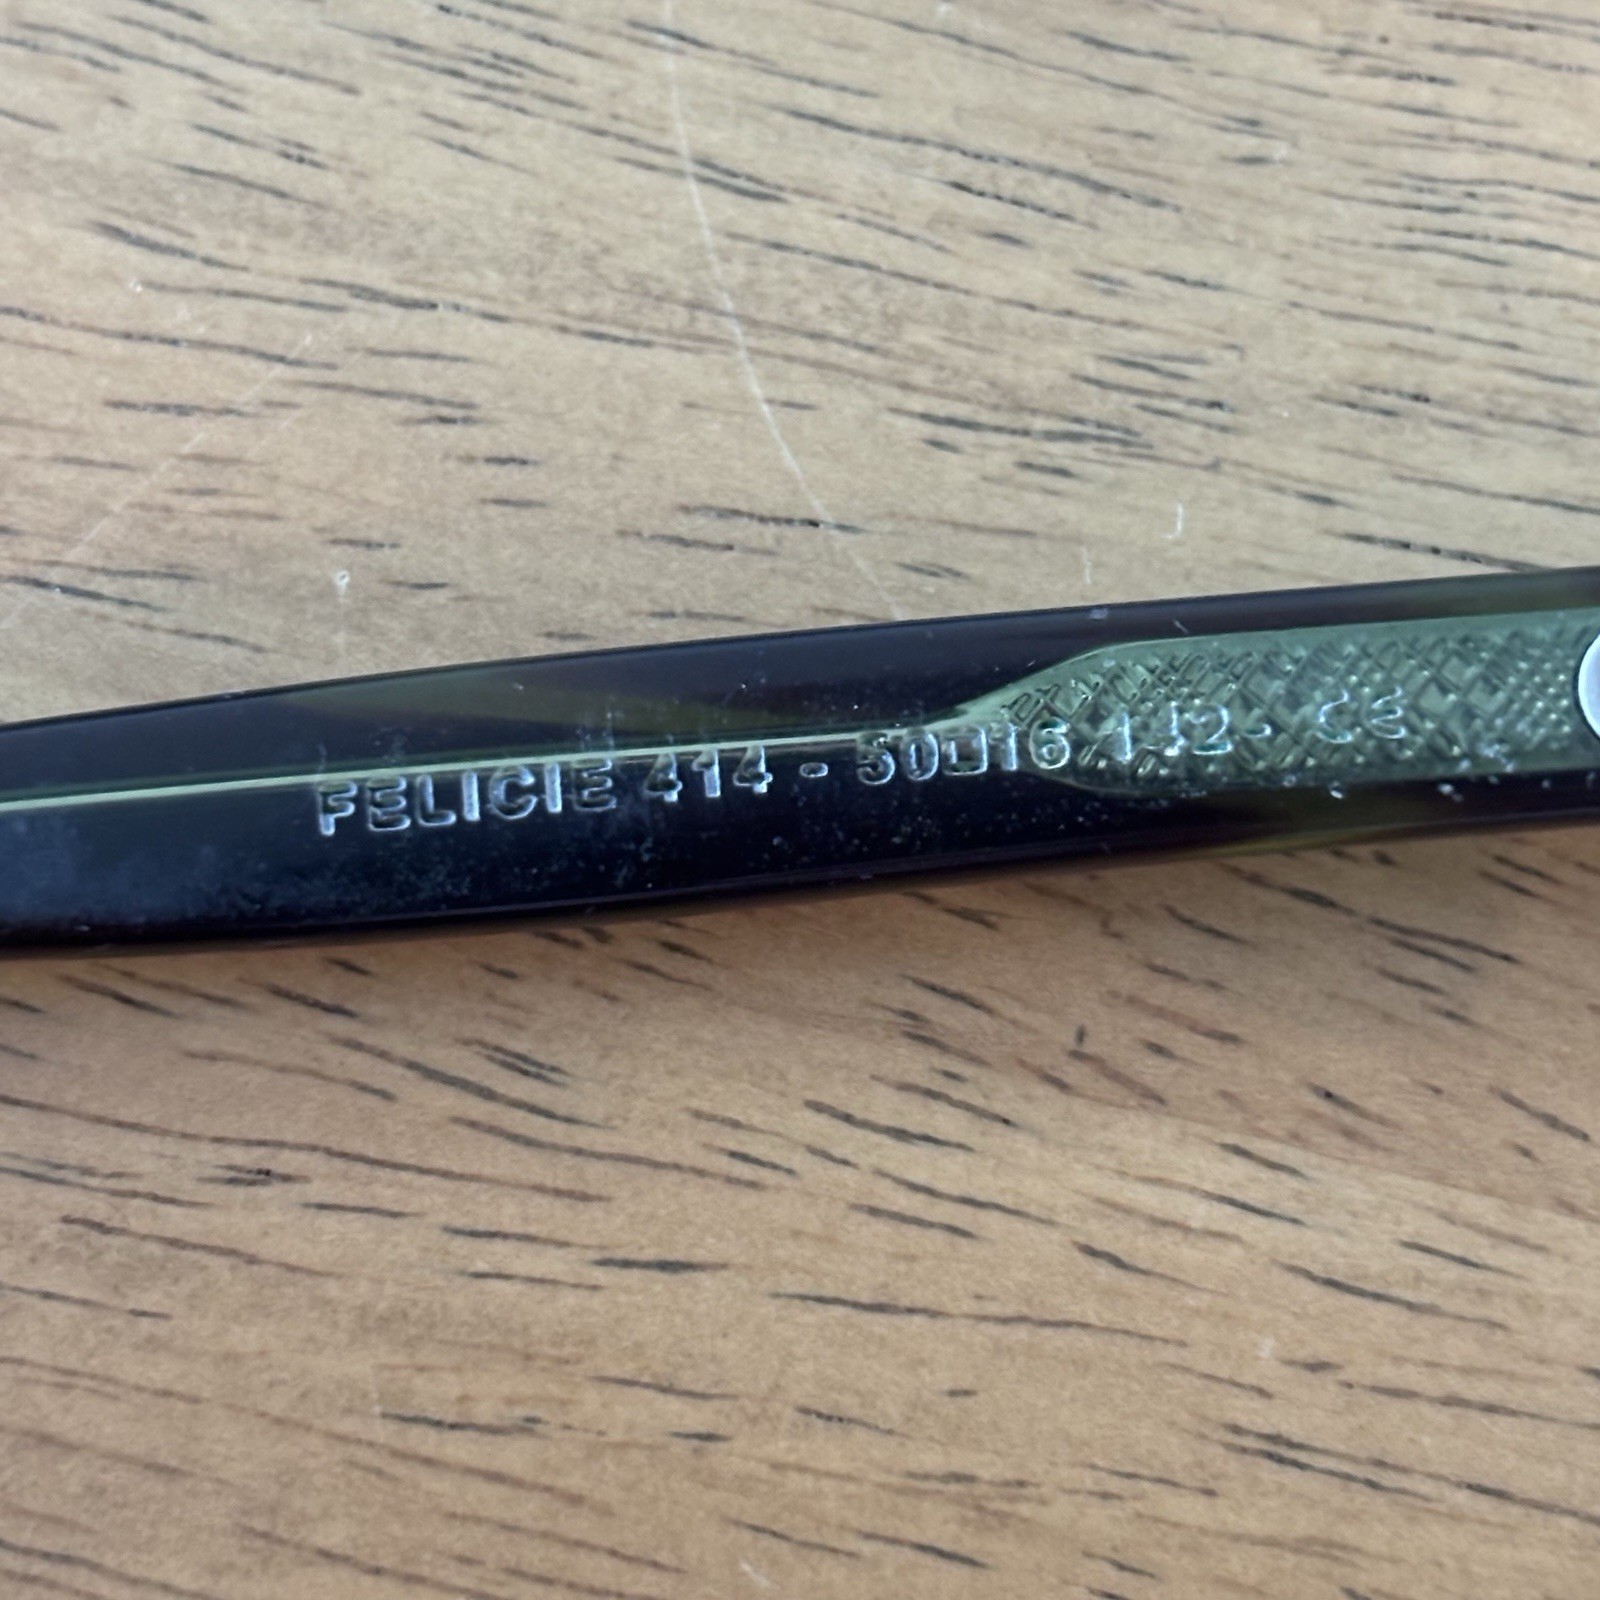 FELICIE 414 - 50□16 142 - CE